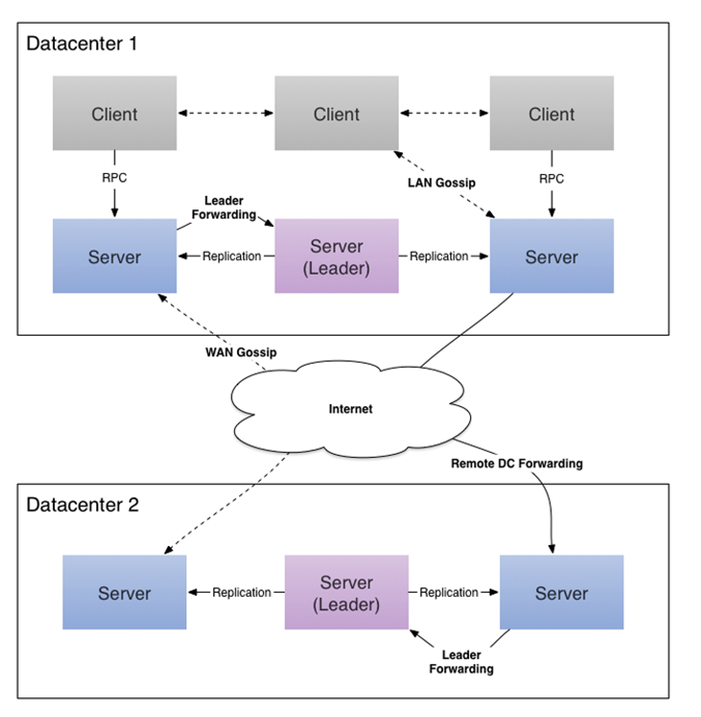 Datacenter 1
Client
Client
Client
RPC
LAN Gossip
RPC
Leader
Forwarding
Server
Replication
Server
(Leader)
Replication
Server
WAN Gossip
Internet
Remote DC Forwarding
Datacenter 2
Server
Replication
Server
(Leader)
Replication
Server
Leader
Forwarding